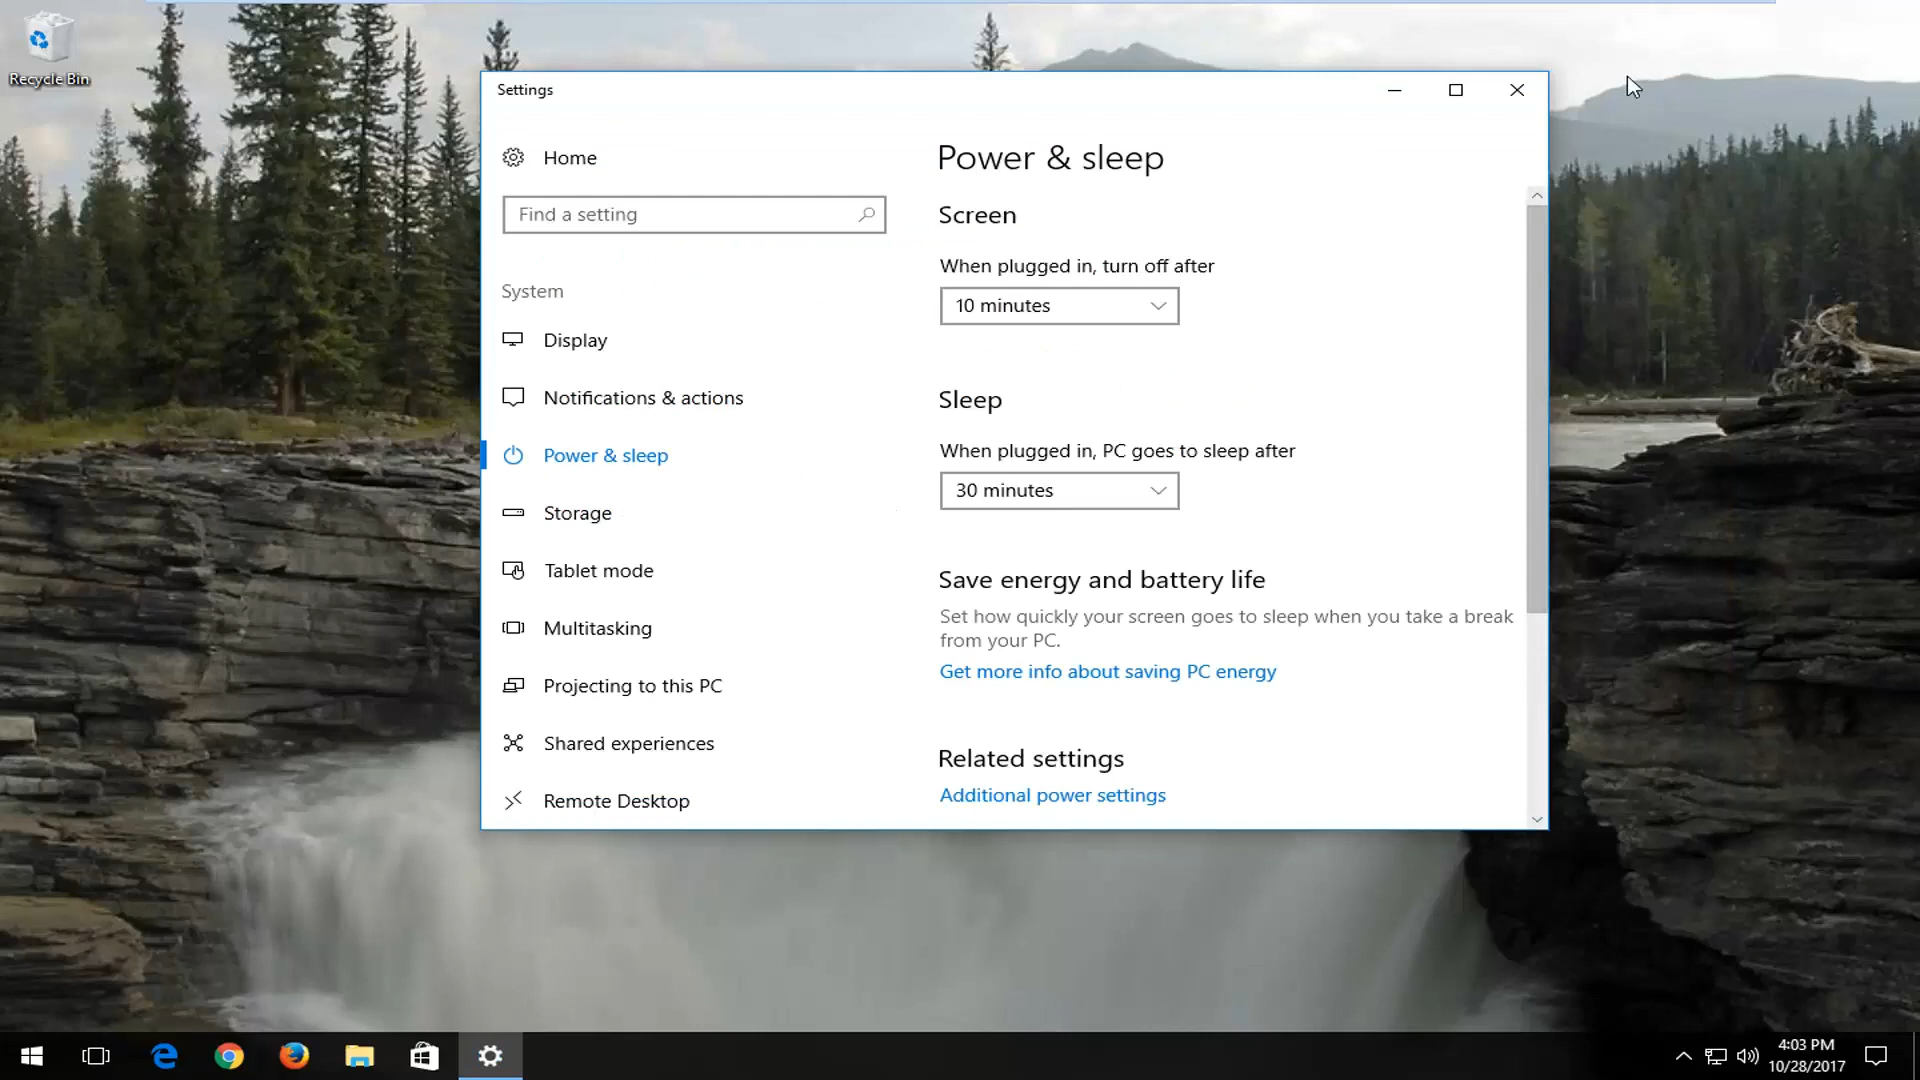 Recycle Bin
Settings
Home
Find a setting
System
Display
Notifications & actions
Power & sleep
Storage
Tablet mode
Multitasking
Projecting to this PC
Shared experiences
Remote Desktop
Power & sleep
Screen
When plugged in, turn off after
10 minutes
Sleep
When plugged in, PC goes to sleep after
30 minutes
Save energy and battery life
Set how quickly your screen goes to sleep when you take a break
from your PC.
Get more info about saving PC energy
Related settings
Additional power settings
4:03 PM
10/28/2017